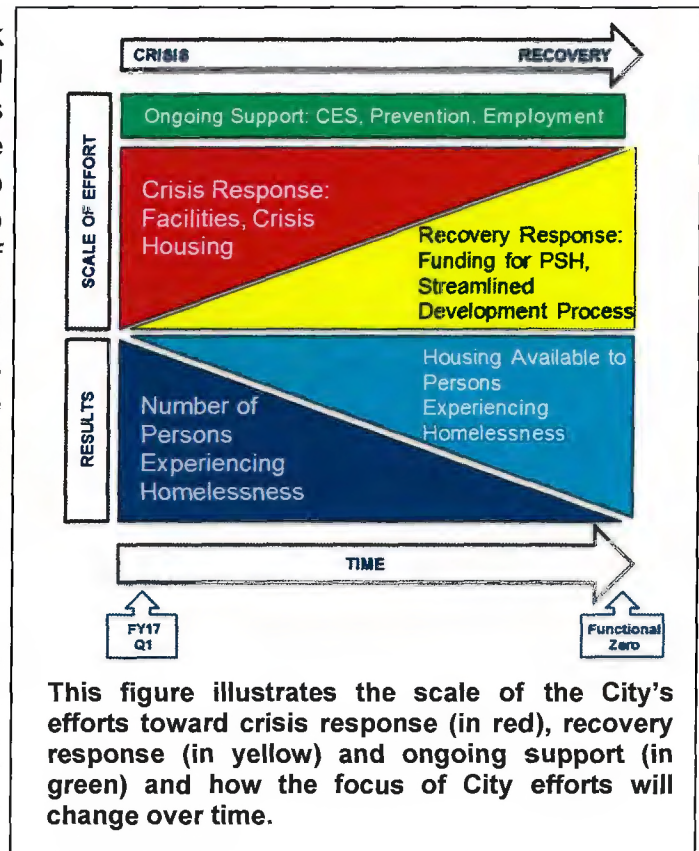 CRISIS RECOVERY
SCALE OF EFFORT
Ongoing Support: CES, Prevention, Employment
Crisis Response:
Facilities, Crisis
Housing
Recovery Response:
Funding for PSH,
Streamlined
Development Process
RESULTS
Housing Available to
Persons
Experiencing
Homelessness
Number of
Persons
Experiencing
Homelessness
TIME
FY17
Q1
Functional
Zero
This figure illustrates the scale of the City's
efforts toward crisis response (in red), recovery
response (in yellow) and ongoing support (in
green) and how the focus of City efforts will
change over time.